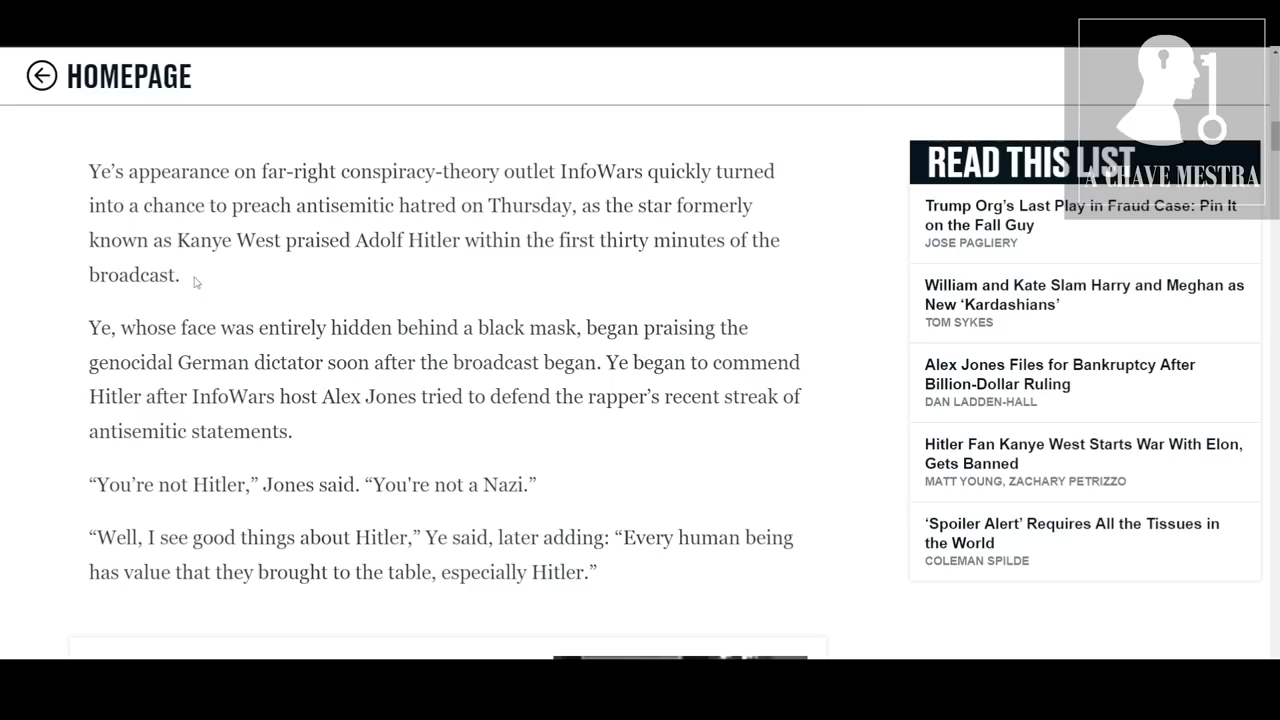 HOMEPAGE
Ye’s appearance on far-right conspiracy-theory outlet InfoWars quickly turned
into a chance to preach antisemitic hatred on Thursday, as the star formerly
known as Kanye West praised Adolf Hitler within the first thirty minutes of the
broadcast.
Ye, whose face was entirely hidden behind a black mask, began praising the
genocidal German dictator soon after the broadcast began. Ye began to commend
Hitler after InfoWars host Alex Jones tried to defend the rapper’s recent streak of
antisemitic statements.
“You’re not Hitler,” Jones said. “You're not a Nazi.”
“Well, I see good things about Hitler,” Ye said, later adding: “Every human being
has value that they brought to the table, especially Hitler.”
READ THIS LIST
A CHAVE MESTRA
Trump Org’s Last Play in Fraud Case: Pin It
on the Fall Guy
JOSE PAGLIERY
William and Kate Slam Harry and Meghan as
New ‘Kardashians’
TOM SYKES
Alex Jones Files for Bankruptcy After
Billion-Dollar Ruling
DAN LADDEN-HALL
Hitler Fan Kanye West Starts War With Elon,
Gets Banned
MATT YOUNG, ZACHARY PETRIZZO
‘Spoiler Alert’ Requires All the Tissues in
the World
COLEMAN SPILDE